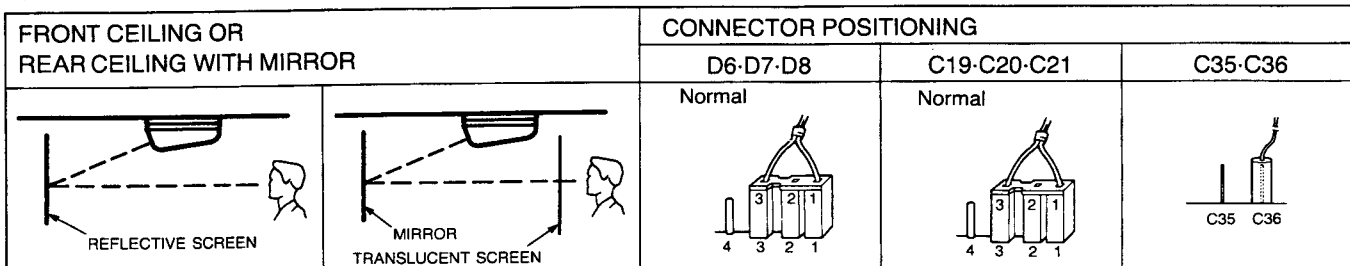 FRONT CEILING OR
REAR CEILING WITH MIRROR
CONNECTOR POSITIONING
D6·D7·D8
C19·C20·C21
C35·C36
REFLECTIVE SCREEN
MIRROR
TRANSLUCENT SCREEN
Normal
3 2 1
4 3 2 1
Normal
3 2 1
4 3 2 1
C35 C36